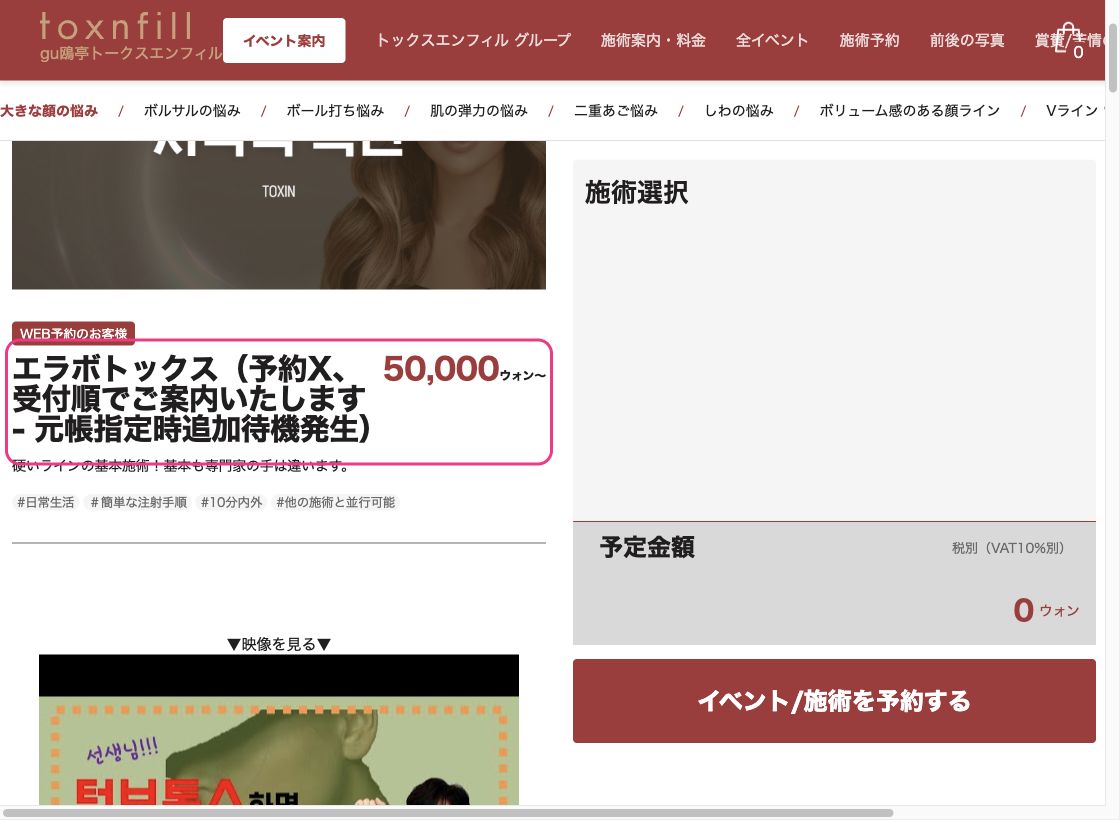 toxnfill
gu鴎亭トークスエンフィル
イベント案内
トックスエンフィル グループ
施術案内・料金
全イベント
施術予約
前後の写真
0
大きな顔の悩み / ボルサルの悩み / ボール打ち悩み / 肌の弾力の悩み / 二重あご悩み / しわの悩み / ボリューム感のある顔ライン / Vライン
TOXIN
WEB予約のお客様
エラボトックス（予約X、
受付順でご案内いたします
- 元帳指定時追加待機発生）
50,000ウォン〜
硬いラインの基本施術！基本も専門家の手は違います。
#日常生活 #簡単な注射手順 #10分内外 #他の施術と並行可能
▼映像を見る▼
선생님!!!
施術選択
予定金額
税別（VAT10%別）
0 ウォン
イベント/施術を予約する